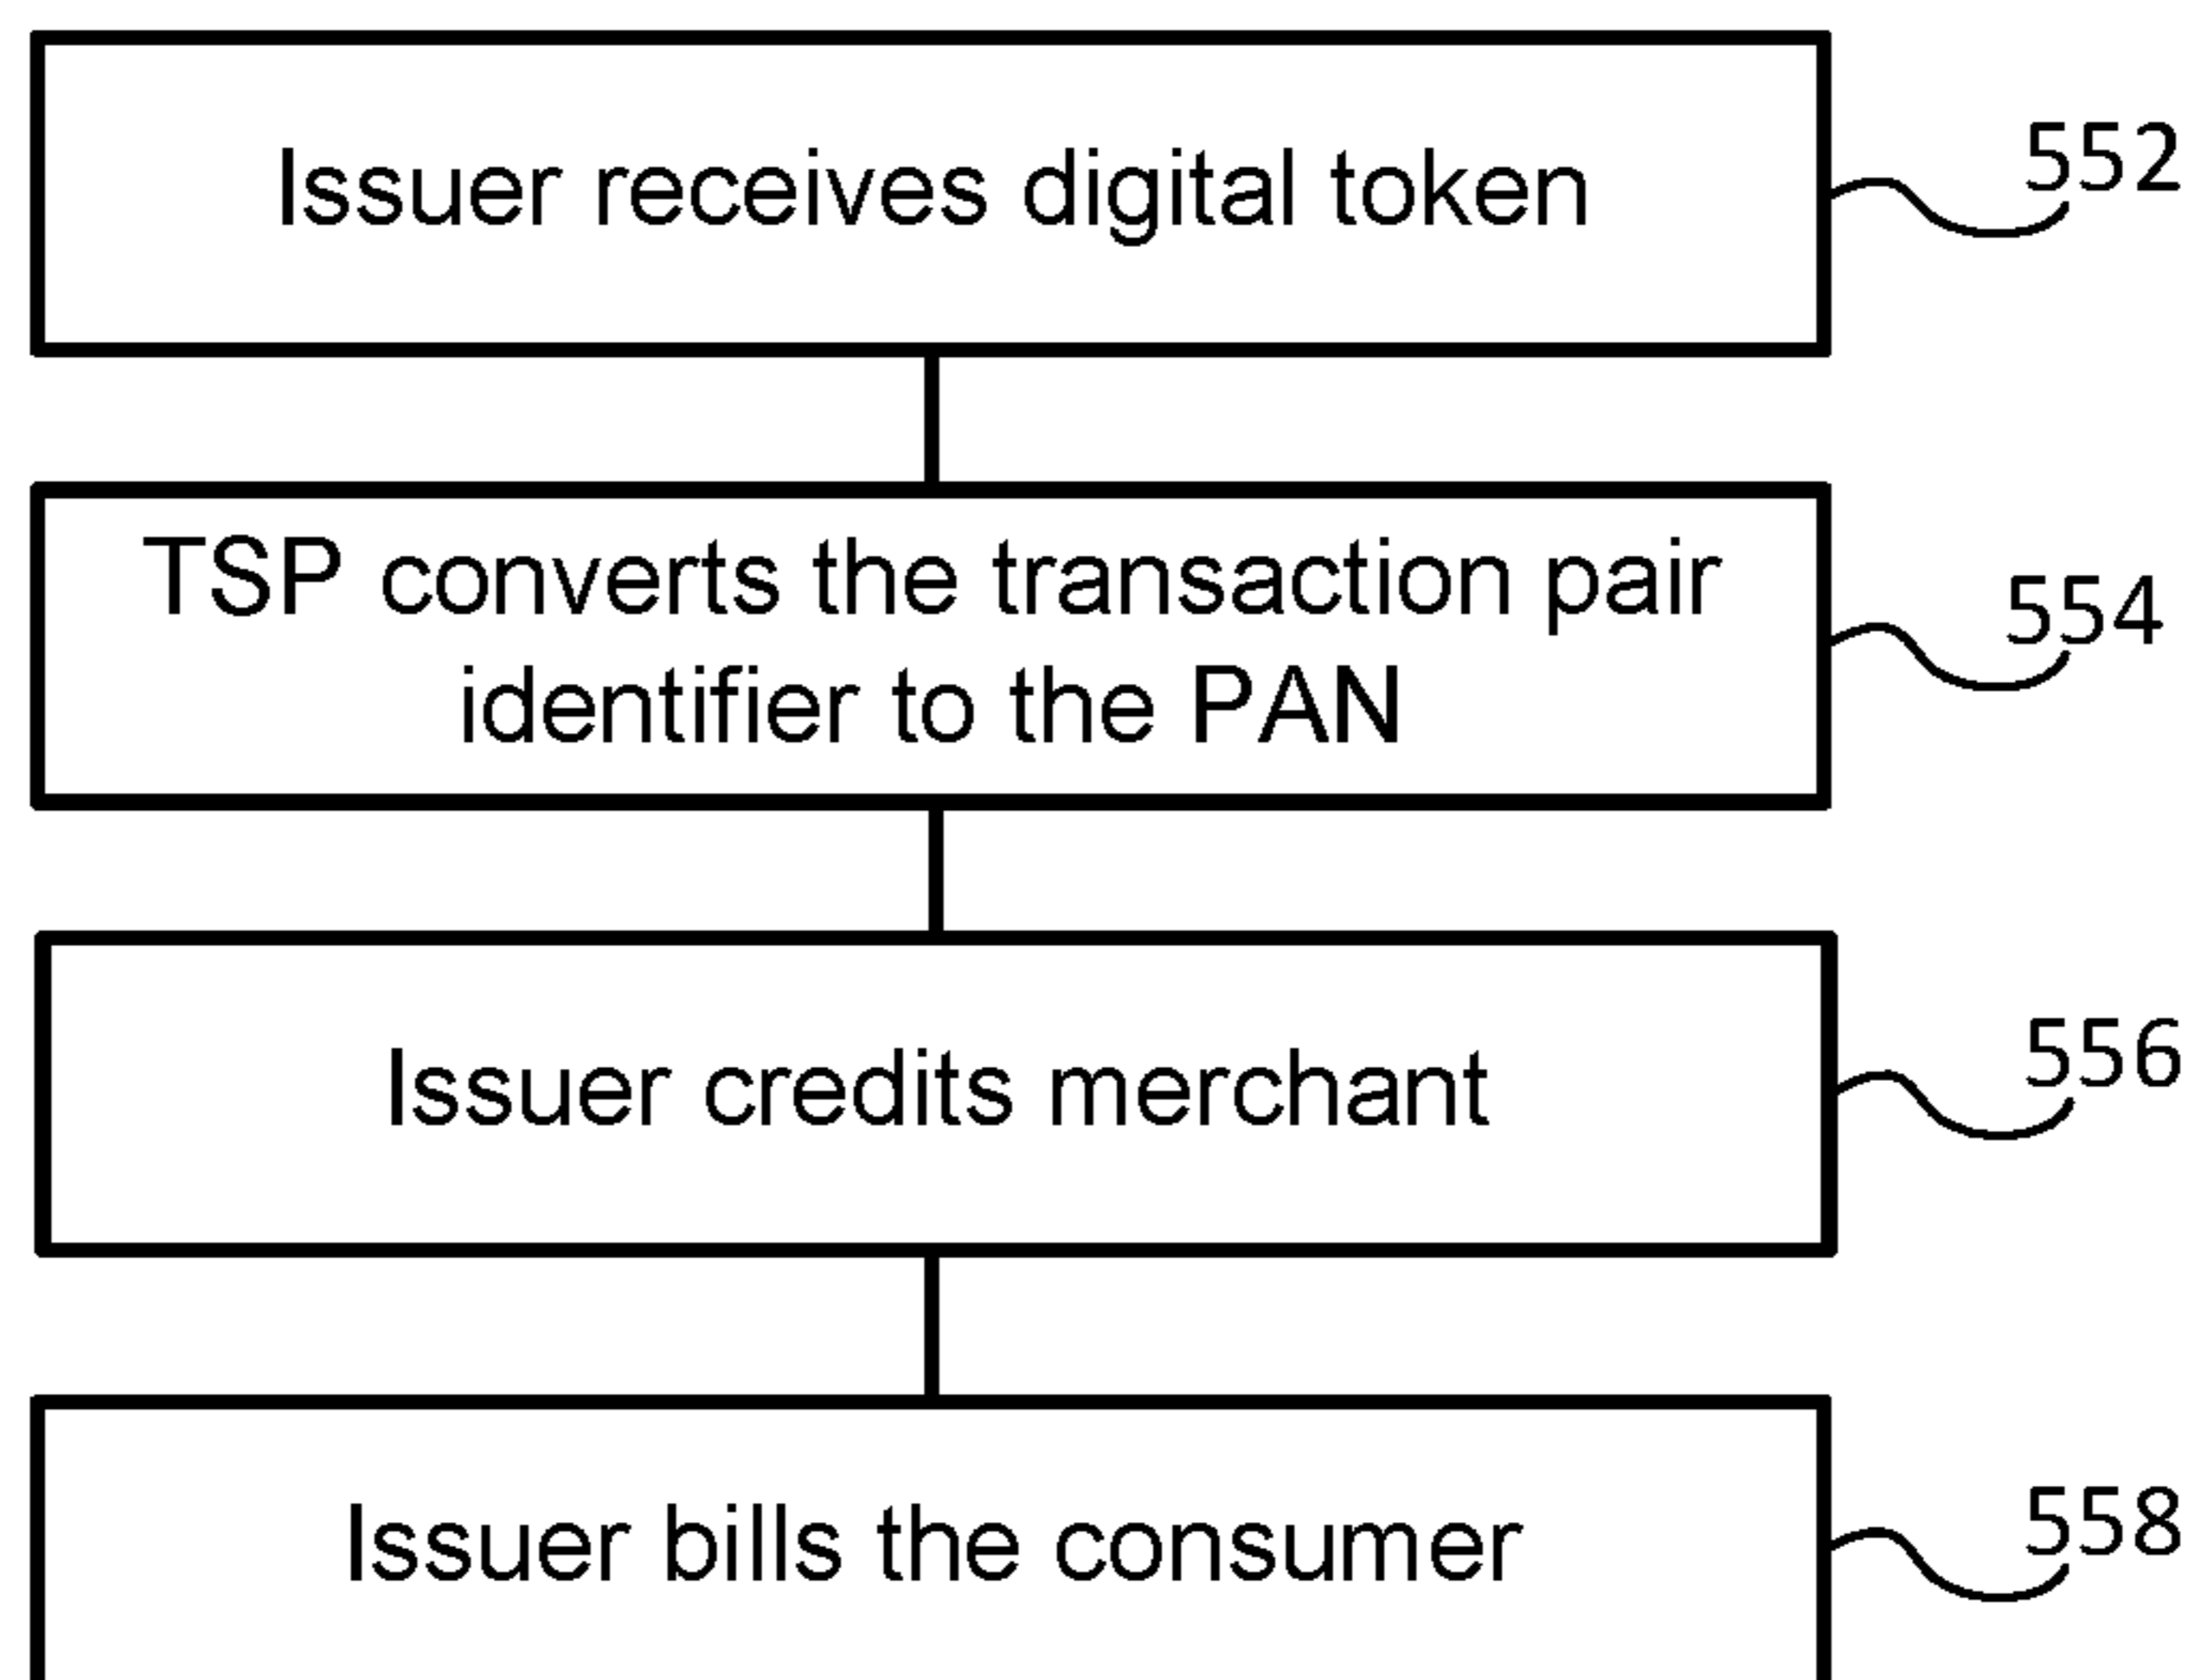 Issuer receives digital token
552
TSP converts the transaction pair
identifier to the PAN
554
Issuer credits merchant
556
Issuer bills the consumer
558